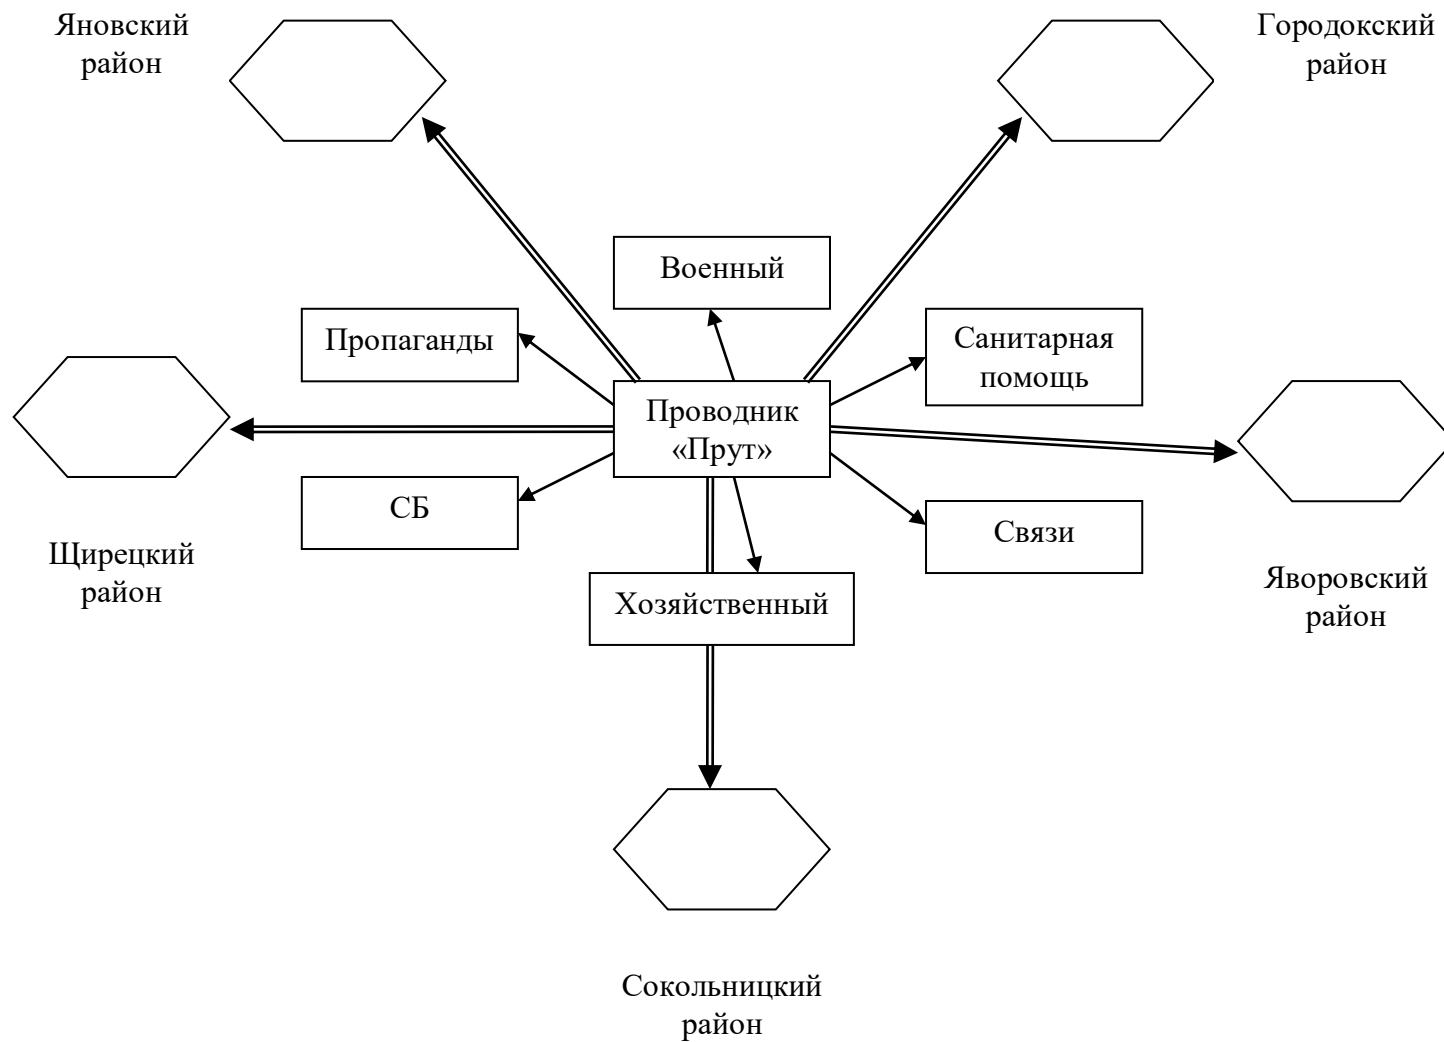 Яновский
район
Городокский
район
Военный
Пропаганды
Санитарная
помощь
Проводник
«Прут»
СБ
Связи
Щирецкий
район
Яворовский
район
Хозяйственный
Сокольницкий
район